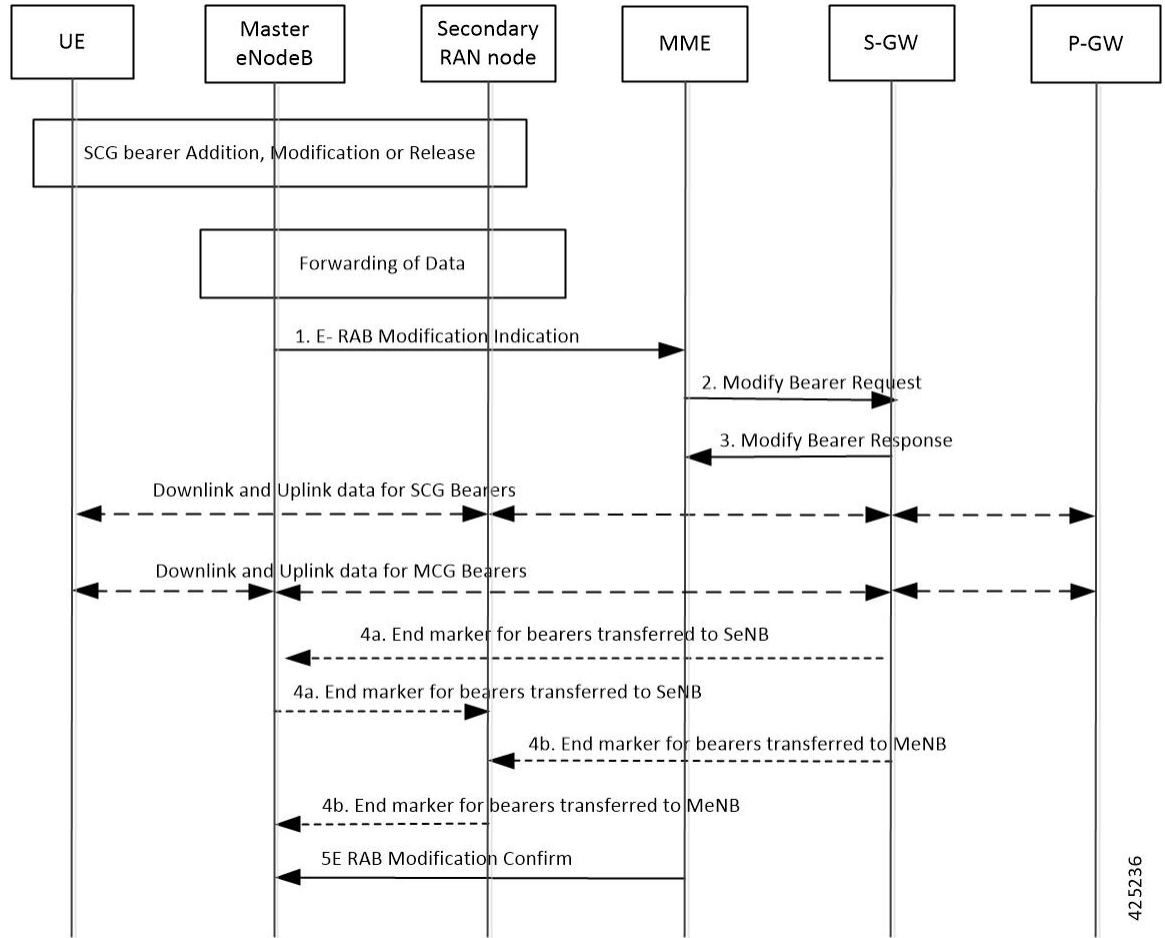 UE
Master
eNodeB
Secondary
RAN node
MME
S-GW
P-GW
SCG bearer Addition, Modification or Release
Forwarding of Data
1. E- RAB Modification Indication
2. Modify Bearer Request
3. Modify Bearer Response
Downlink and Uplink data for SCG Bearers
Downlink and Uplink data for MCG Bearers
4a. End marker for bearers transferred to SeNB
4a. End marker for bearers transferred to SeNB
4b. End marker for bearers transferred to MeNB
4b. End marker for bearers transferred to MeNB
5E RAB Modification Confirm
425236